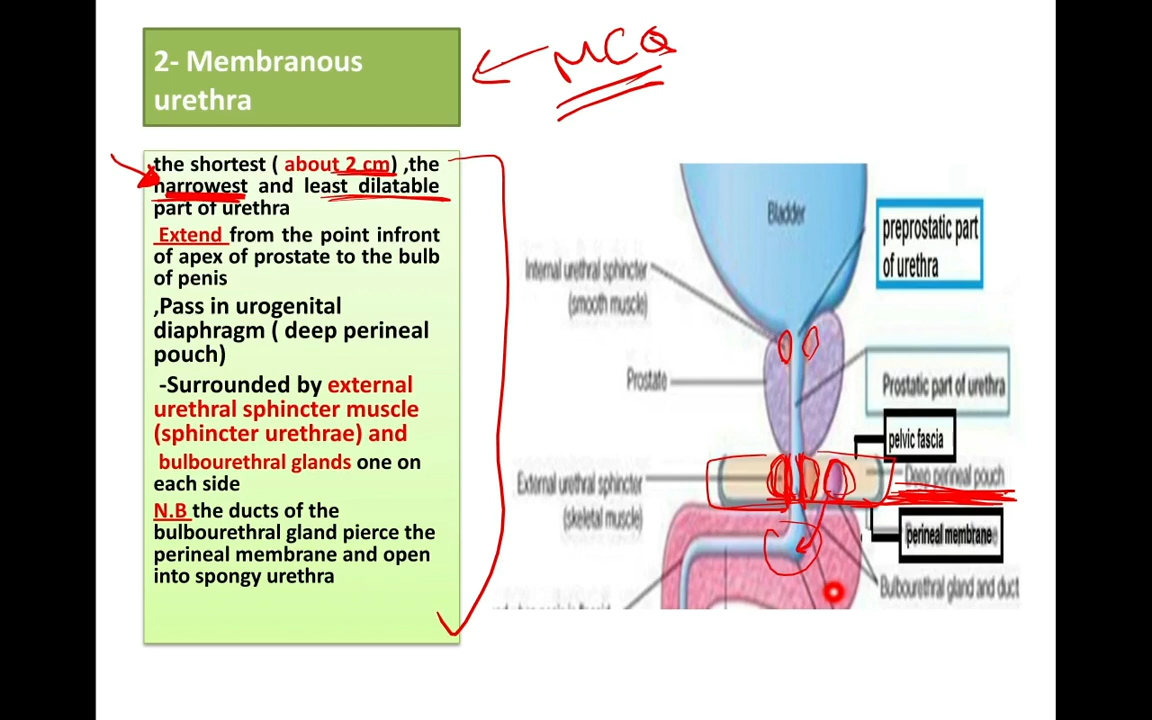 2- Membranous
urethra
MCQ
the shortest ( about 2 cm) ,the
narrowest and least dilatable
part of urethra
Extend from the point infront
of apex of prostate to the bulb
of penis
,Pass in urogenital
diaphragm ( deep perineal
pouch)
-Surrounded by external
urethral sphincter muscle
(sphincter urethrae) and
bulbourethral glands one on
each side
N.B the ducts of the
bulbourethral gland pierce the
perineal membrane and open
into spongy urethra
Bladder
preprostatic part
of urethra
Internal urethral sphincter
(smooth muscle)
Prostate
Prostatic part of urethra
pelvic fascia
Deep perineal pouch
External urethral sphincter
(skeletal muscle)
perineal membrane
Bulbourethral gland and duct